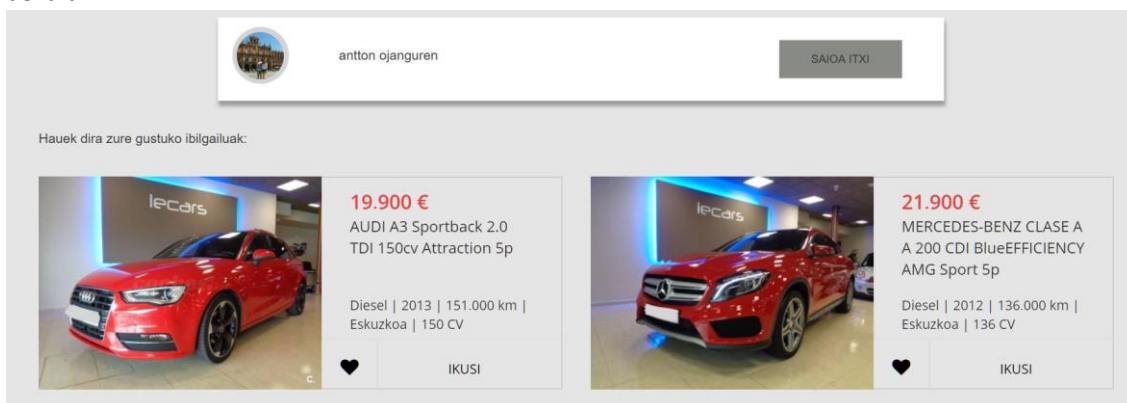 antton ojanguren
SAIOA ITXI
Hauek dira zure gustuko ibilgailuak:
lecars
19.900 €
AUDI A3 Sportback 2.0
TDI 150cv Attraction 5p
Diesel | 2013 | 151.000 km |
Eskuzkoa | 150 CV
IKUSI
c.
lecars
21.900 €
MERCEDES-BENZ CLASE A
A 200 CDI BlueEFFICIENCY
AMG Sport 5p
Diesel | 2012 | 136.000 km |
Eskuzkoa | 136 CV
IKUSI